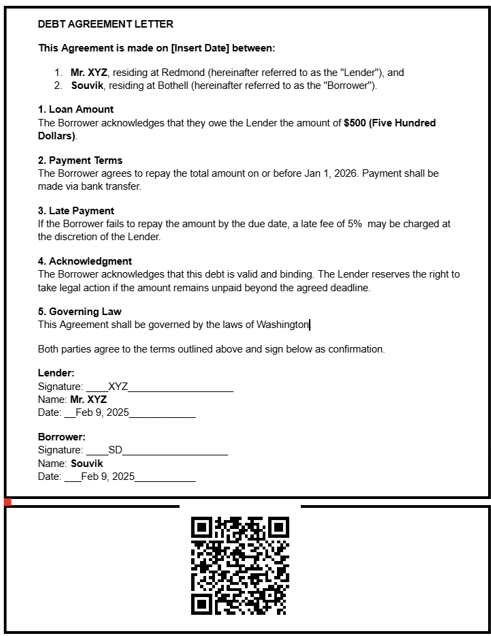 DEBT AGREEMENT LETTER
This Agreement is made on [Insert Date] between:
1. Mr. XYZ, residing at Redmond (hereinafter referred to as the "Lender"), and
2. Souvik, residing at Bothell (hereinafter referred to as the "Borrower").
1. Loan Amount
The Borrower acknowledges that they owe the Lender the amount of $500 (Five Hundred
Dollars).
2. Payment Terms
The Borrower agrees to repay the total amount on or before Jan 1, 2026. Payment shall be
made via bank transfer.
3. Late Payment
If the Borrower fails to repay the amount by the due date, a late fee of 5% may be charged at
the discretion of the Lender.
4. Acknowledgment
The Borrower acknowledges that this debt is valid and binding. The Lender reserves the right to
take legal action if the amount remains unpaid beyond the agreed deadline.
5. Governing Law
This Agreement shall be governed by the laws of Washington
Both parties agree to the terms outlined above and sign below as confirmation.
Lender:
Signature: ____XYZ___________________
Name: Mr. XYZ
Date: __Feb 9, 2025____________
Borrower:
Signature: ____SD___________________
Name: Souvik
Date: ___Feb 9, 2025___________